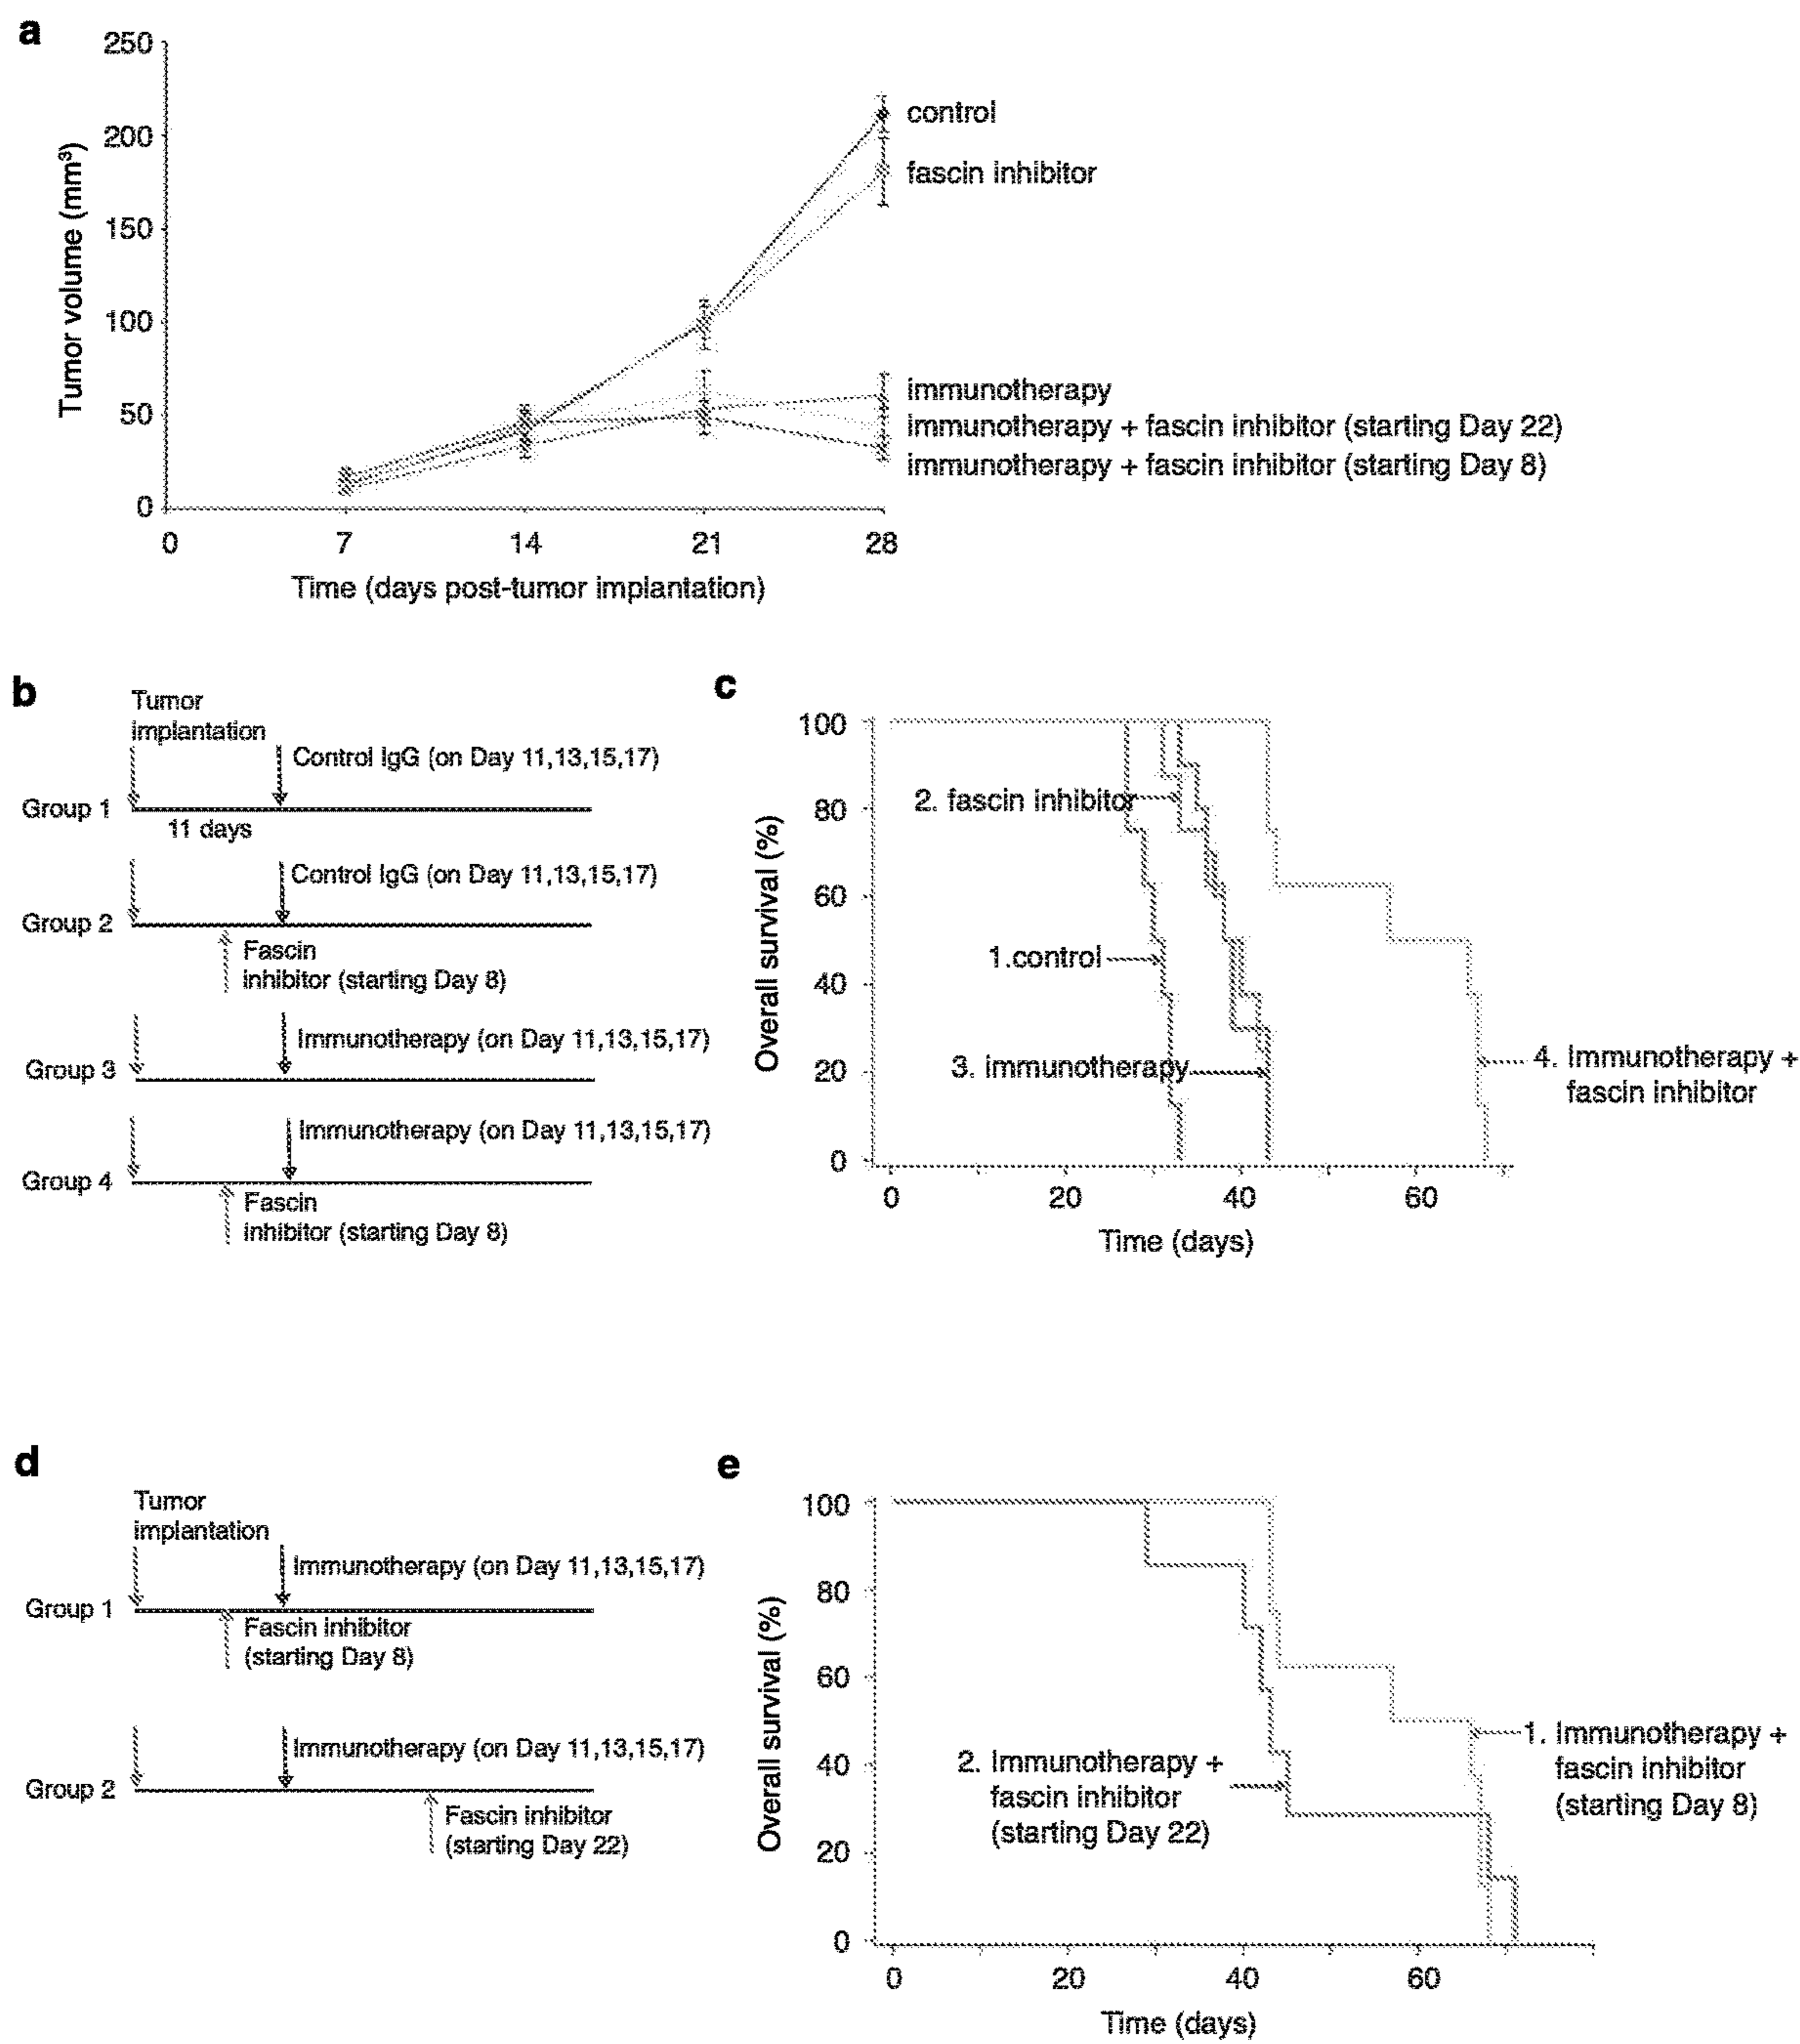 a
250
200
150
100
50
0
Tumor volume (mm³)
control
fascin inhibitor
immunotherapy
immunotherapy + fascin inhibitor (starting Day 22)
immunotherapy + fascin inhibitor (starting Day 8)
0 7 14 21 28
Time (days post-tumor implantation)
b
Tumor
implantation
Control IgG (on Day 11,13,15,17)
Group 1
11 days
Control IgG (on Day 11,13,15,17)
Group 2
Fascin
inhibitor (starting Day 8)
Immunotherapy (on Day 11,13,15,17)
Group 3
Immunotherapy (on Day 11,13,15,17)
Group 4
Fascin
inhibitor (starting Day 8)
c
100
80
60
40
20
0
Overall survival (%)
2. fascin inhibitor
1.control
3. immunotherapy
4. Immunotherapy +
fascin inhibitor
0 20 40 60
Time (days)
d
Tumor
implantation
Immunotherapy (on Day 11,13,15,17)
Group 1
Fascin inhibitor
(starting Day 8)
Immunotherapy (on Day 11,13,15,17)
Group 2
Fascin inhibitor
(starting Day 22)
e
100
80
60
40
20
0
Overall survival (%)
1. Immunotherapy +
fascin inhibitor
(starting Day 8)
2. Immunotherapy +
fascin inhibitor
(starting Day 22)
0 20 40 60
Time (days)